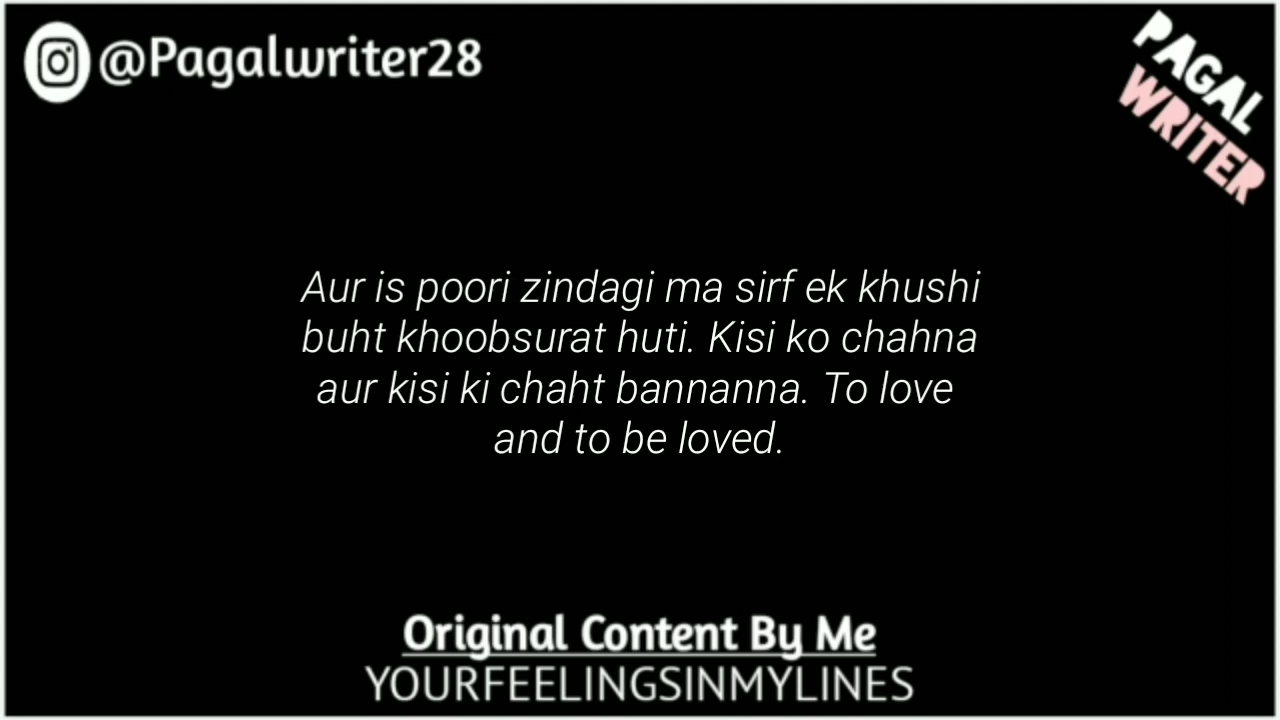 @Pagalwriter28
PAGAL
WRITER
Aur is poori zindagi ma sirf ek khushi
buht khoobsurat huti. Kisi ko chahna
aur kisi ki chaht bannanna. To love
and to be loved.
Original Content By Me
YOURFEELINGSINMYLINES